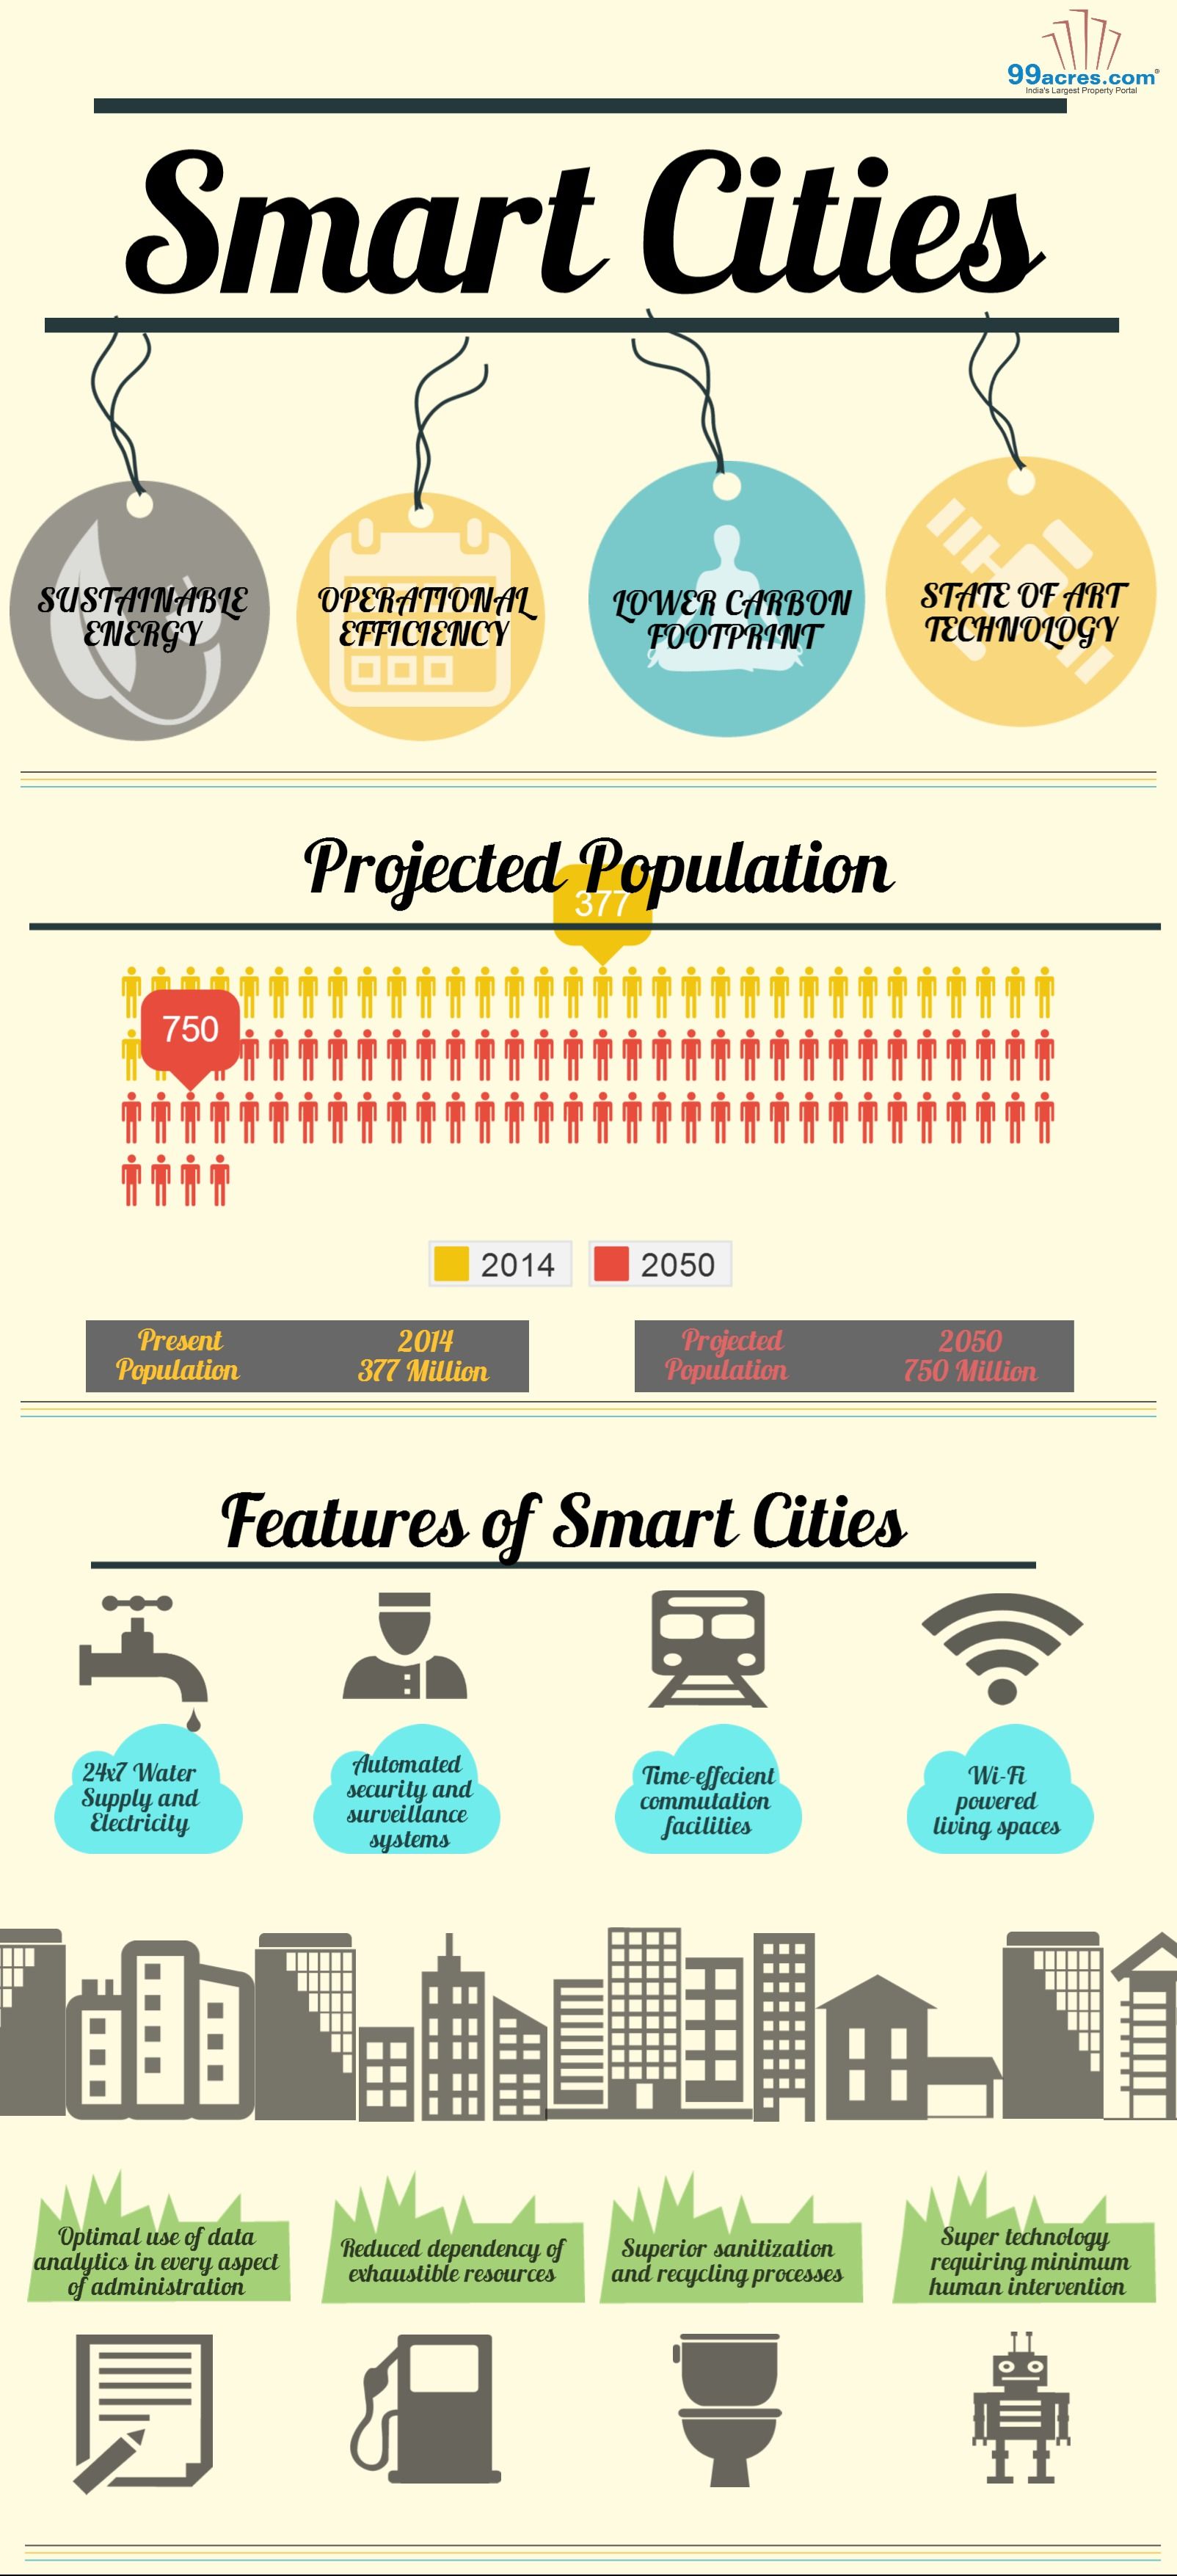 99acres.com
India's Largest Property Portal
Smart Cities
SUSTAINABLE
ENERGY
OPERATIONAL
EFFICIENCY
LOWER CARBON
FOOTPRINT
STATE OF ART
TECHNOLOGY
Projected Population
377
750
2014
2050
Present
Population
2014
377 Million
Projected
Population
2050
750 Million
Features of Smart Cities
24x7 Water
Supply and
Electricity
Automated
security and
surveillance
systems
Time-effecient
commutation
facilities
Wi-Fi
powered
living spaces
Optimal use of data
analytics in every aspect
of administration
Reduced dependency of
exhaustible resources
Superior sanitization
and recycling processes
Super technology
requiring minimum
human intervention